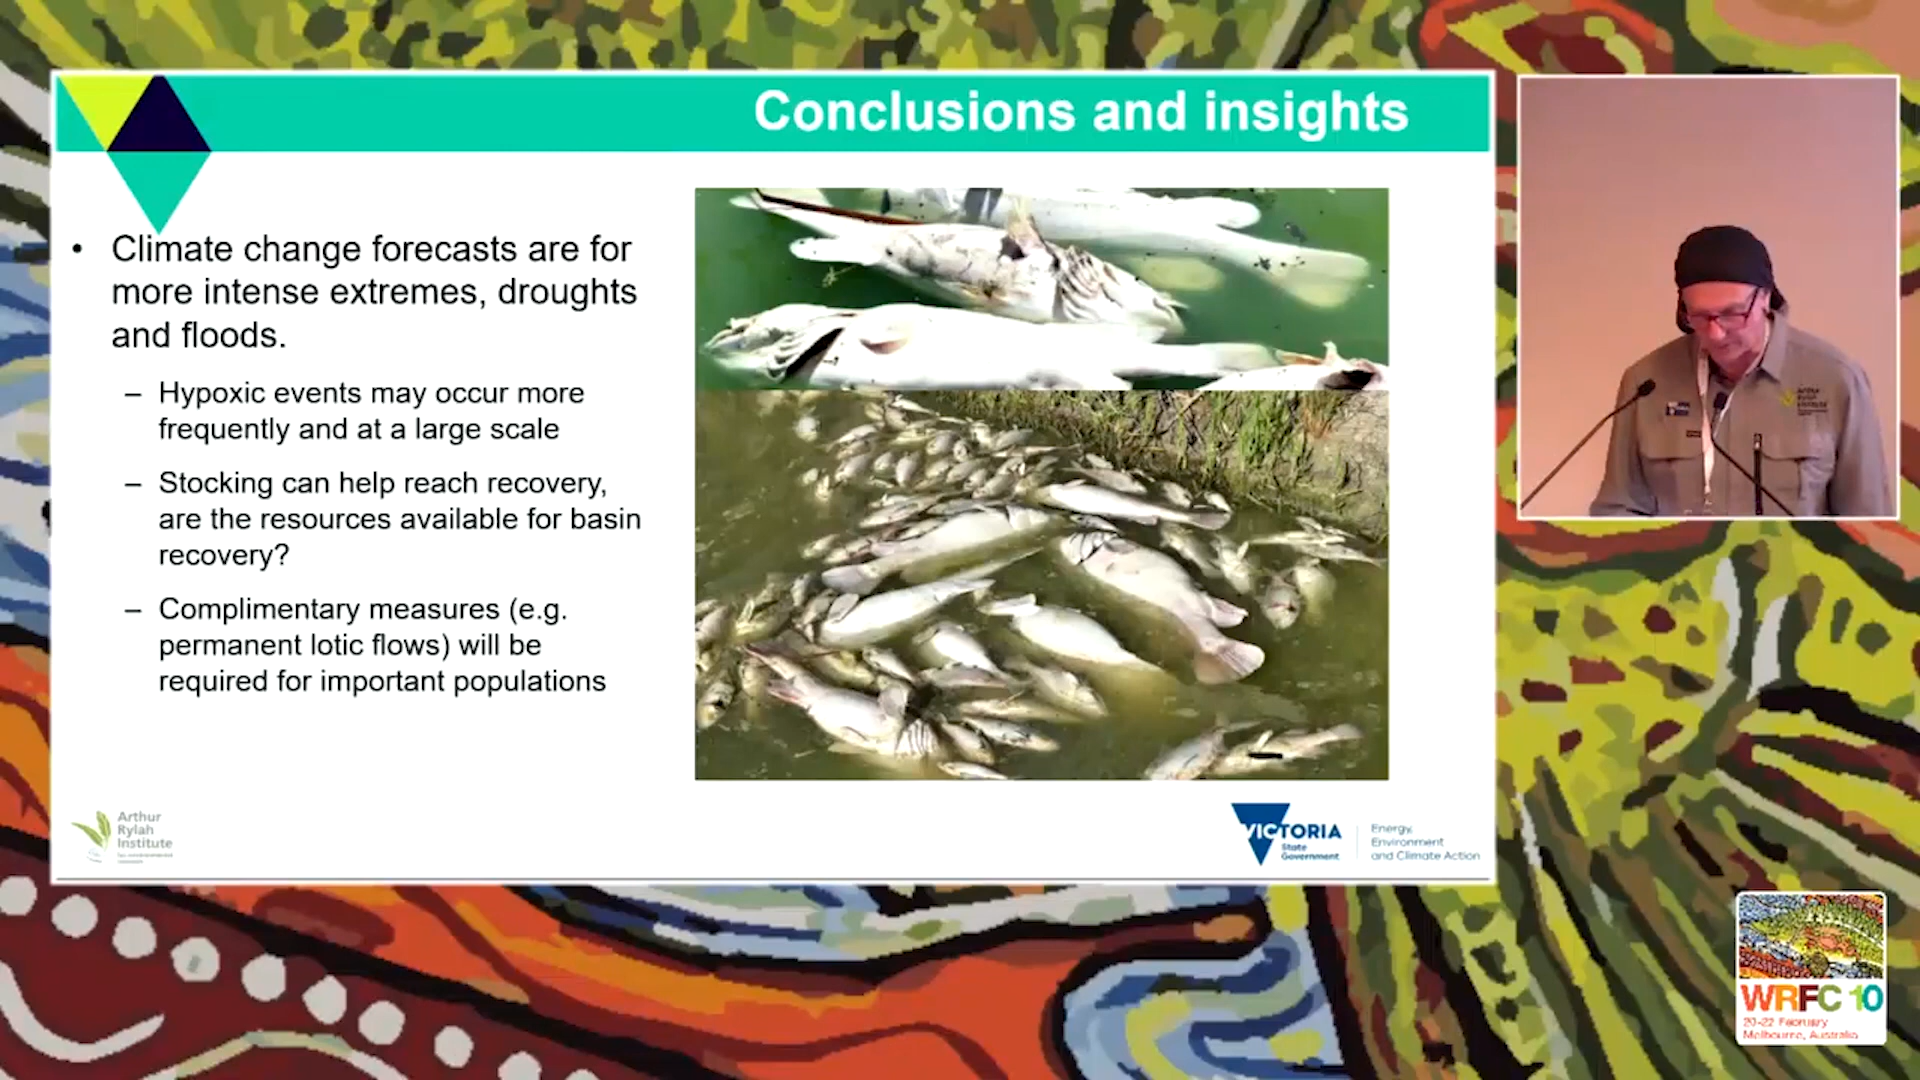 Conclusions and insights
• Climate change forecasts are for
more intense extremes, droughts
and floods.
– Hypoxic events may occur more
frequently and at a large scale
– Stocking can help reach recovery,
are the resources available for basin
recovery?
– Complimentary measures (e.g.
permanent lotic flows) will be
required for important populations
Arthur
Rylah
Institute
VICTORIA
State
Government
Energy,
Environment
and Climate Action
Arthur
Rylah
Institute
WRFC 10
20-22 February
Melbourne, Australia